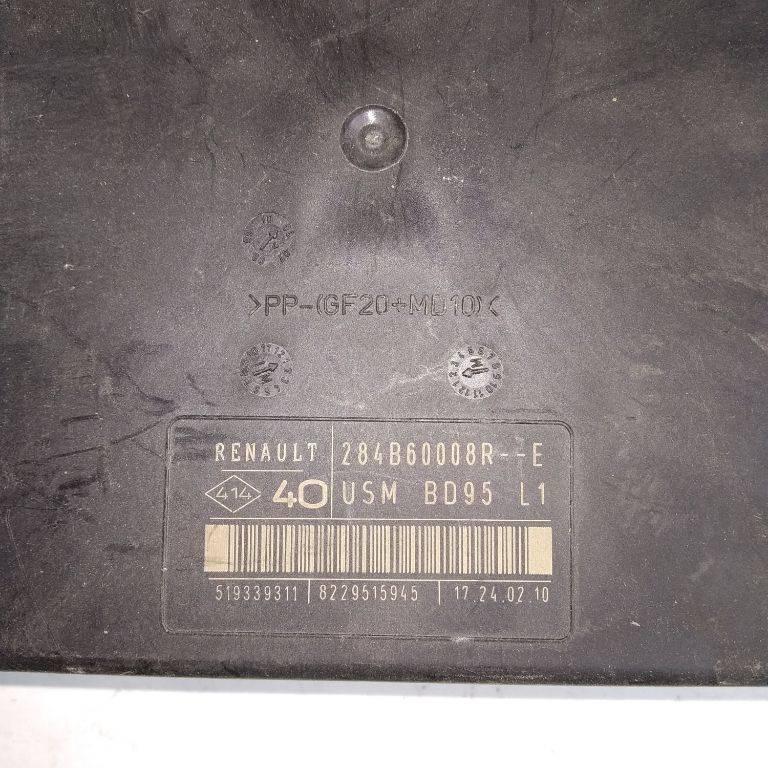 >PP-(GF20+MD10)<
RENAULT 284B60008R--E
414 40 USM BD95 L1
519339311 8229515945 17.24.02.10